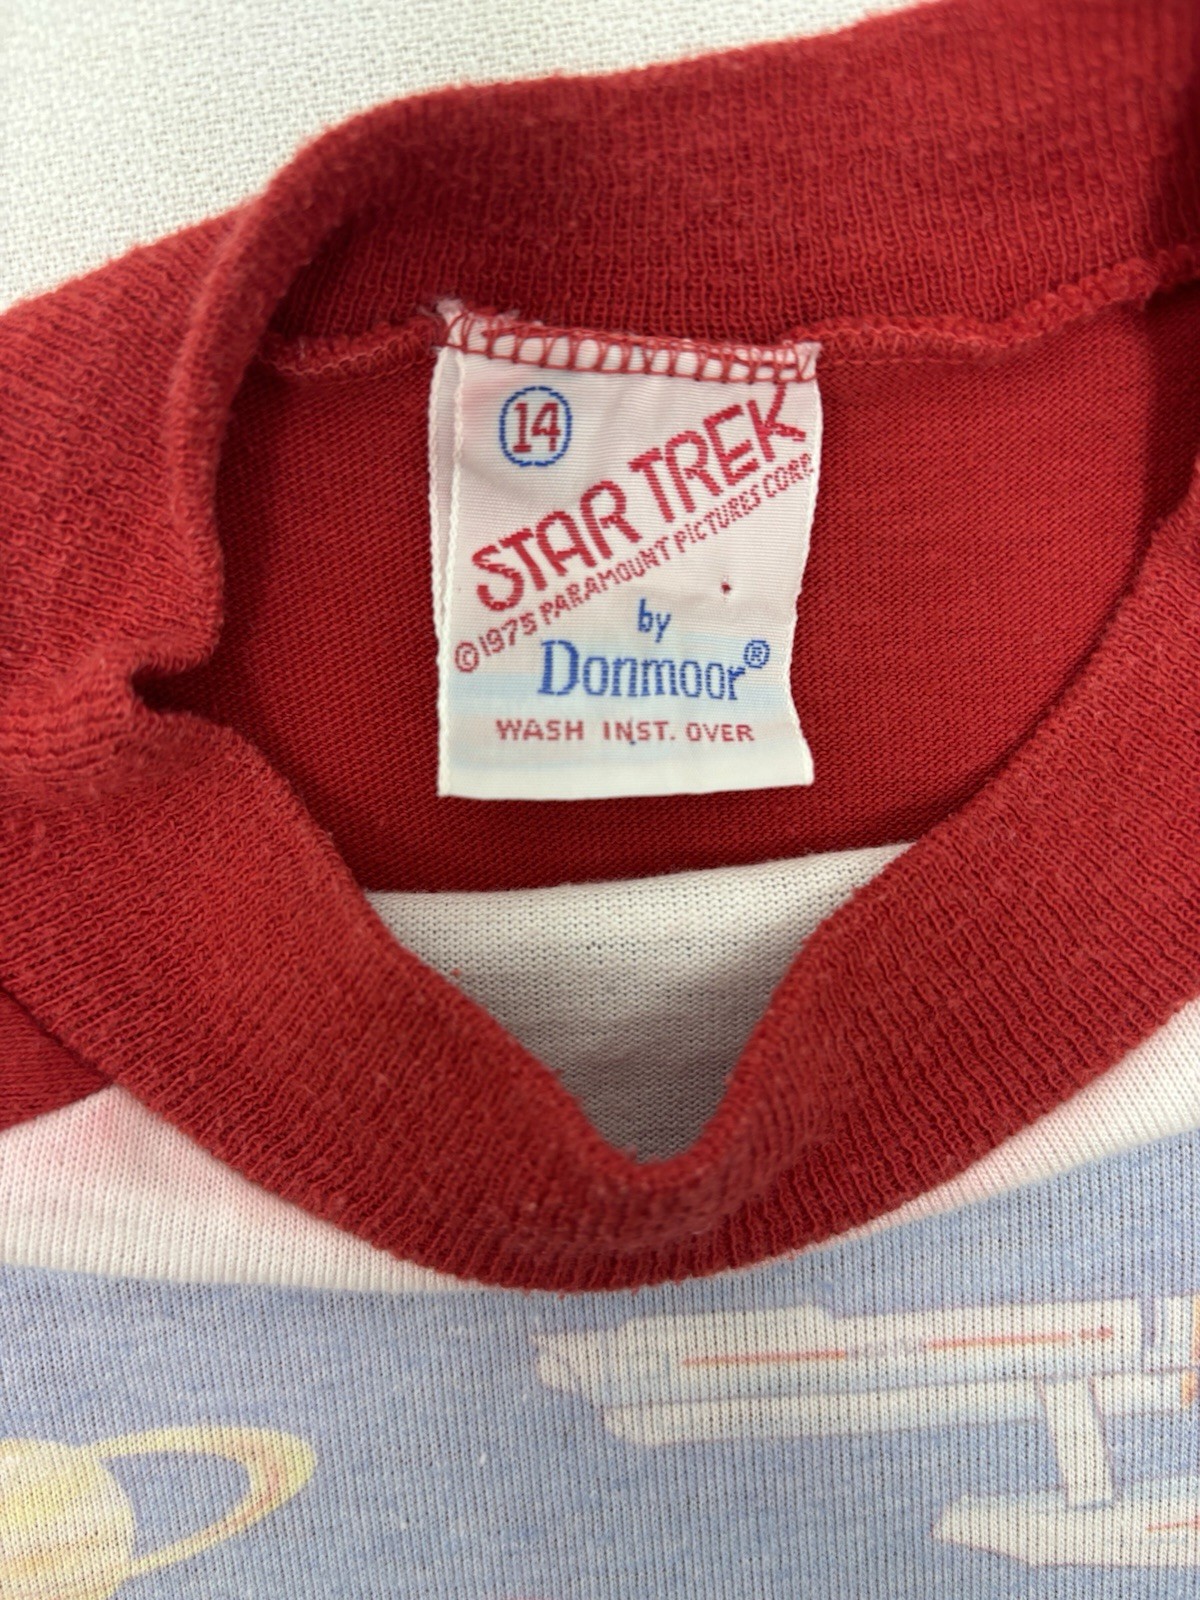 14
STAR TREK
©1975 PARAMOUNT PICTURES CORP.
by
Donmoor®
WASH INST. OVER